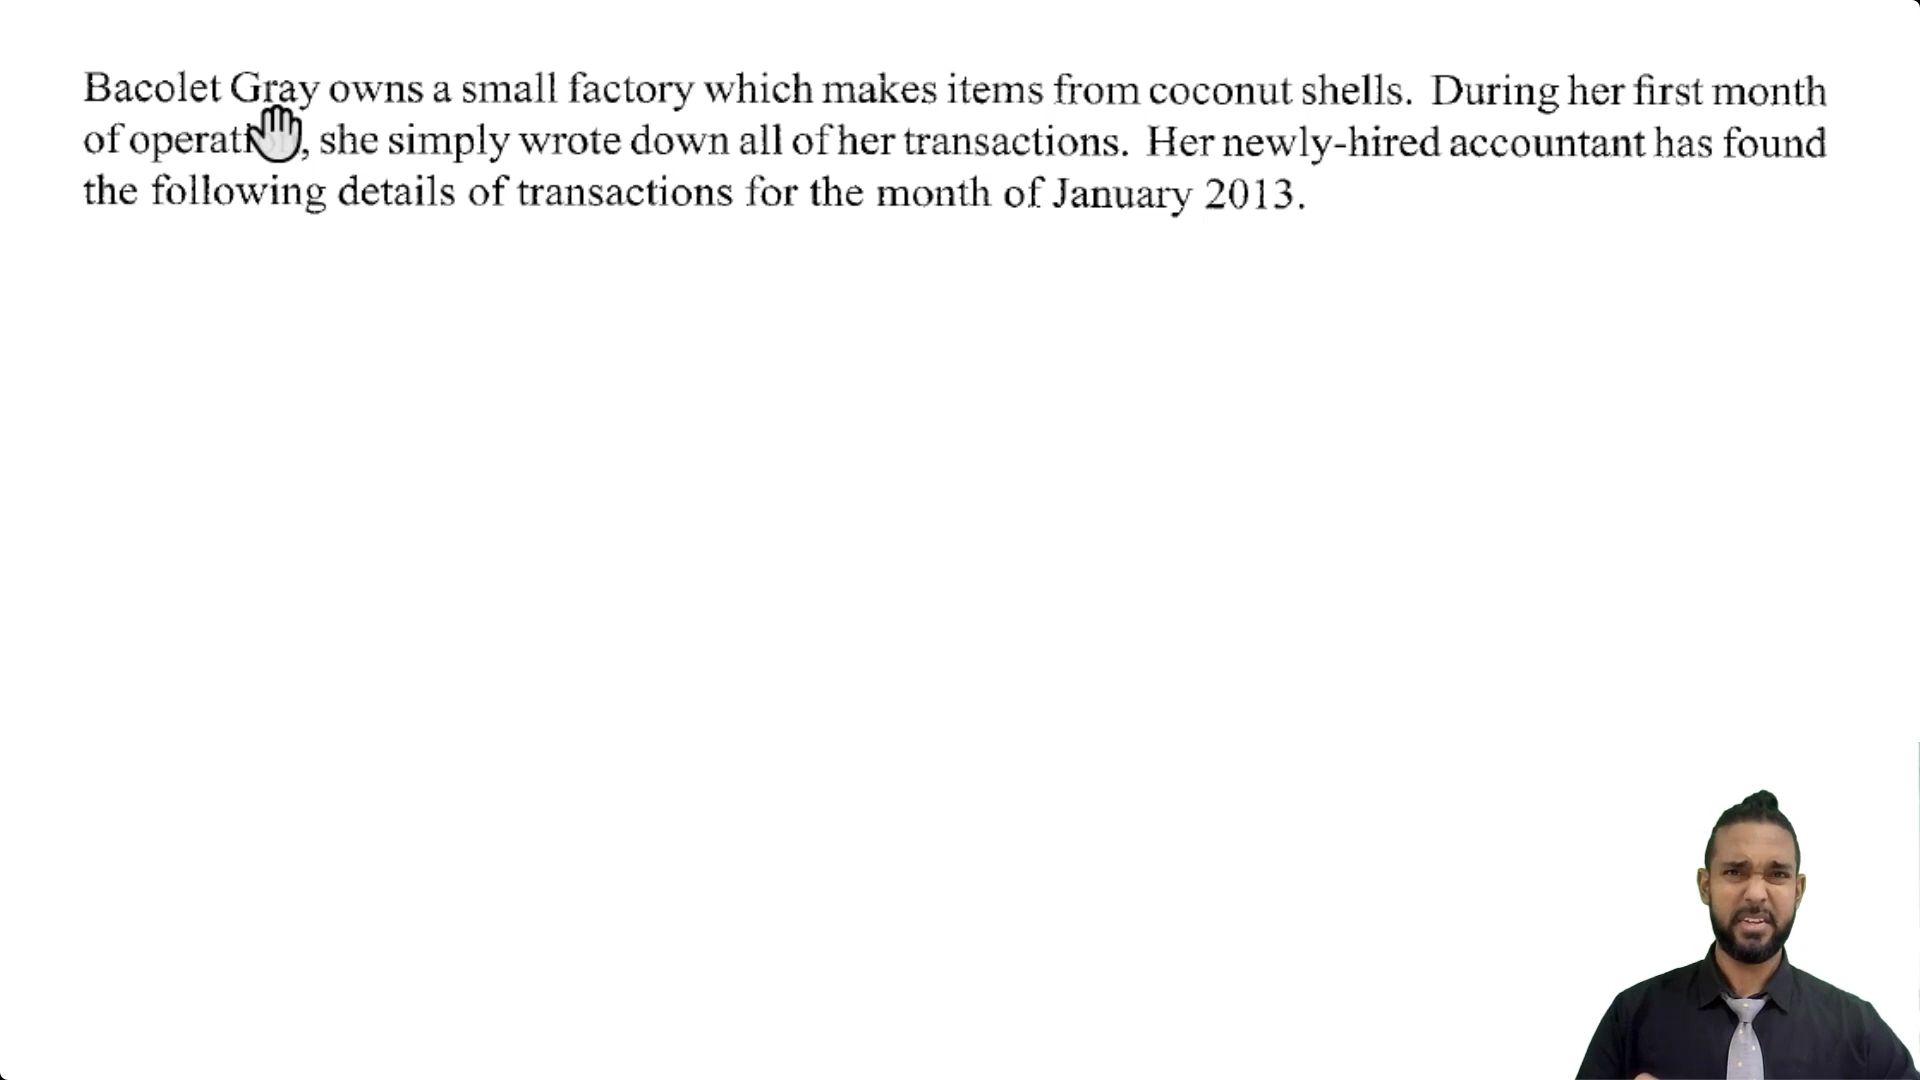 Bacolet Gray owns a small factory which makes items from coconut shells. During her first month
of operati , she simply wrote down all of her transactions. Her newly-hired accountant has found
the following details of transactions for the month of January 2013.